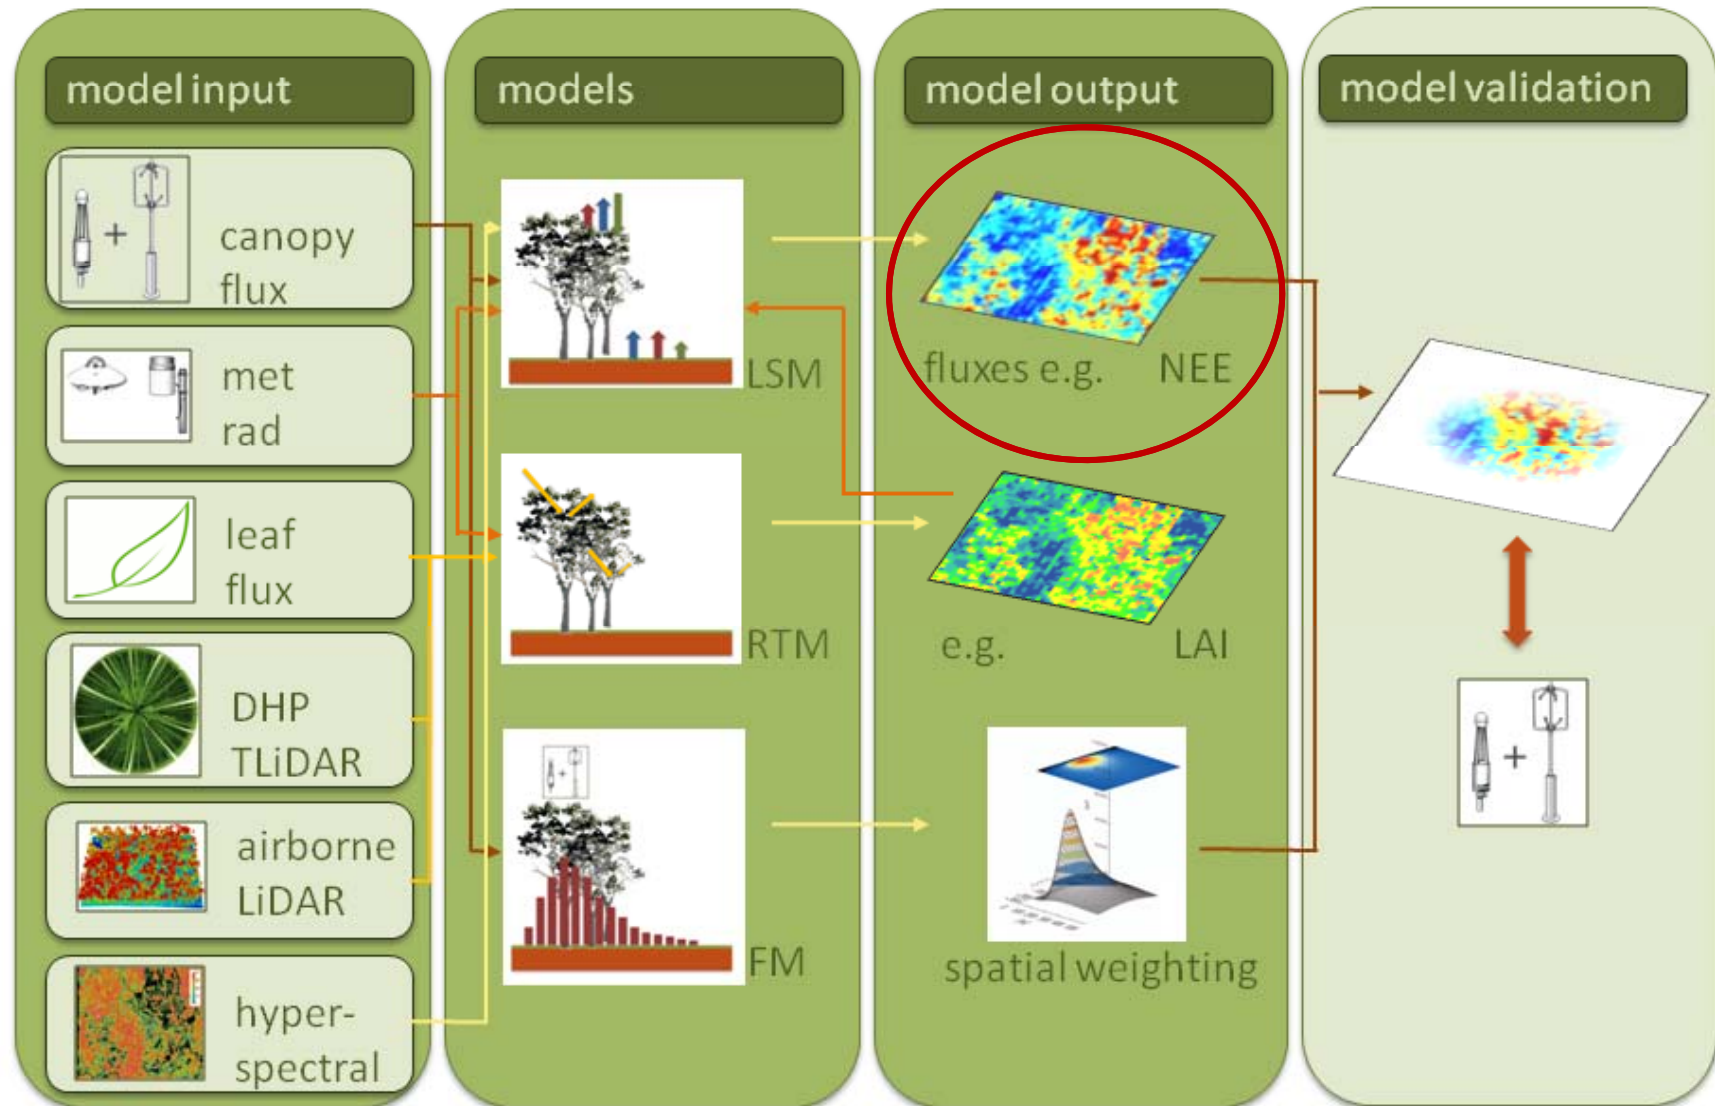 model input
canopy
flux
met
rad
leaf
flux
DHP
TLiDAR
airborne
LiDAR
hyper-
spectral
models
LSM
RTM
FM
model output
fluxes e.g. NEE
e.g. LAI
spatial weighting
model validation